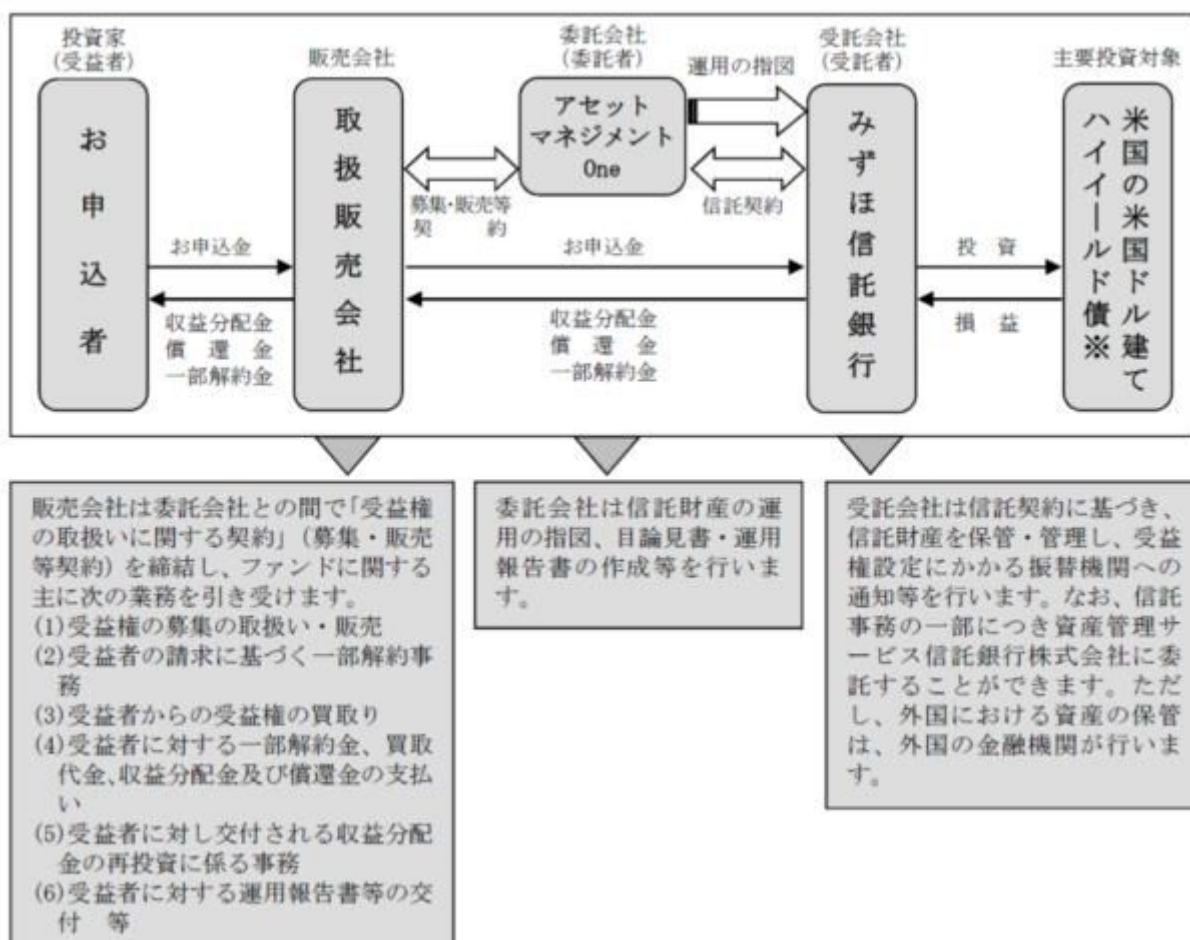 投資家
(受益者)
お申込者
販売会社
取扱販売会社
委託会社
(委託者)
アセット
マネジメント
One
運用の指図
受託会社
(受託者)
みずほ信託銀行
主要投資対象
米国の米国ドル建て
ハイイールド債※
募集・販売等
契　約
信託契約
お申込金
収益分配金
償　還　金
一部解約金
お申込金
収益分配金
償　還　金
一部解約金
投　資
損　益
販売会社は委託会社との間で「受益権
の取扱いに関する契約」（募集・販売
等契約）を締結し、ファンドに関する
主に次の業務を引き受けます。
(1)受益権の募集の取扱い・販売
(2)受益者の請求に基づく一部解約事
務
(3)受益者からの受益権の買取り
(4)受益者に対する一部解約金、買取
代金、収益分配金及び償還金の支払
い
(5)受益者に対し交付される収益分配
金の再投資に係る事務
(6)受益者に対する運用報告書等の交
付　等
委託会社は信託財産の運
用の指図、目論見書・運用
報告書の作成等を行いま
す。
受託会社は信託契約に基づき、
信託財産を保管・管理し、受益
権設定にかかる振替機関への
通知等を行います。なお、信託
事務の一部につき資産管理サ
ービス信託銀行株式会社に委
託することができます。ただ
し、外国における資産の保管
は、外国の金融機関が行いま
す。